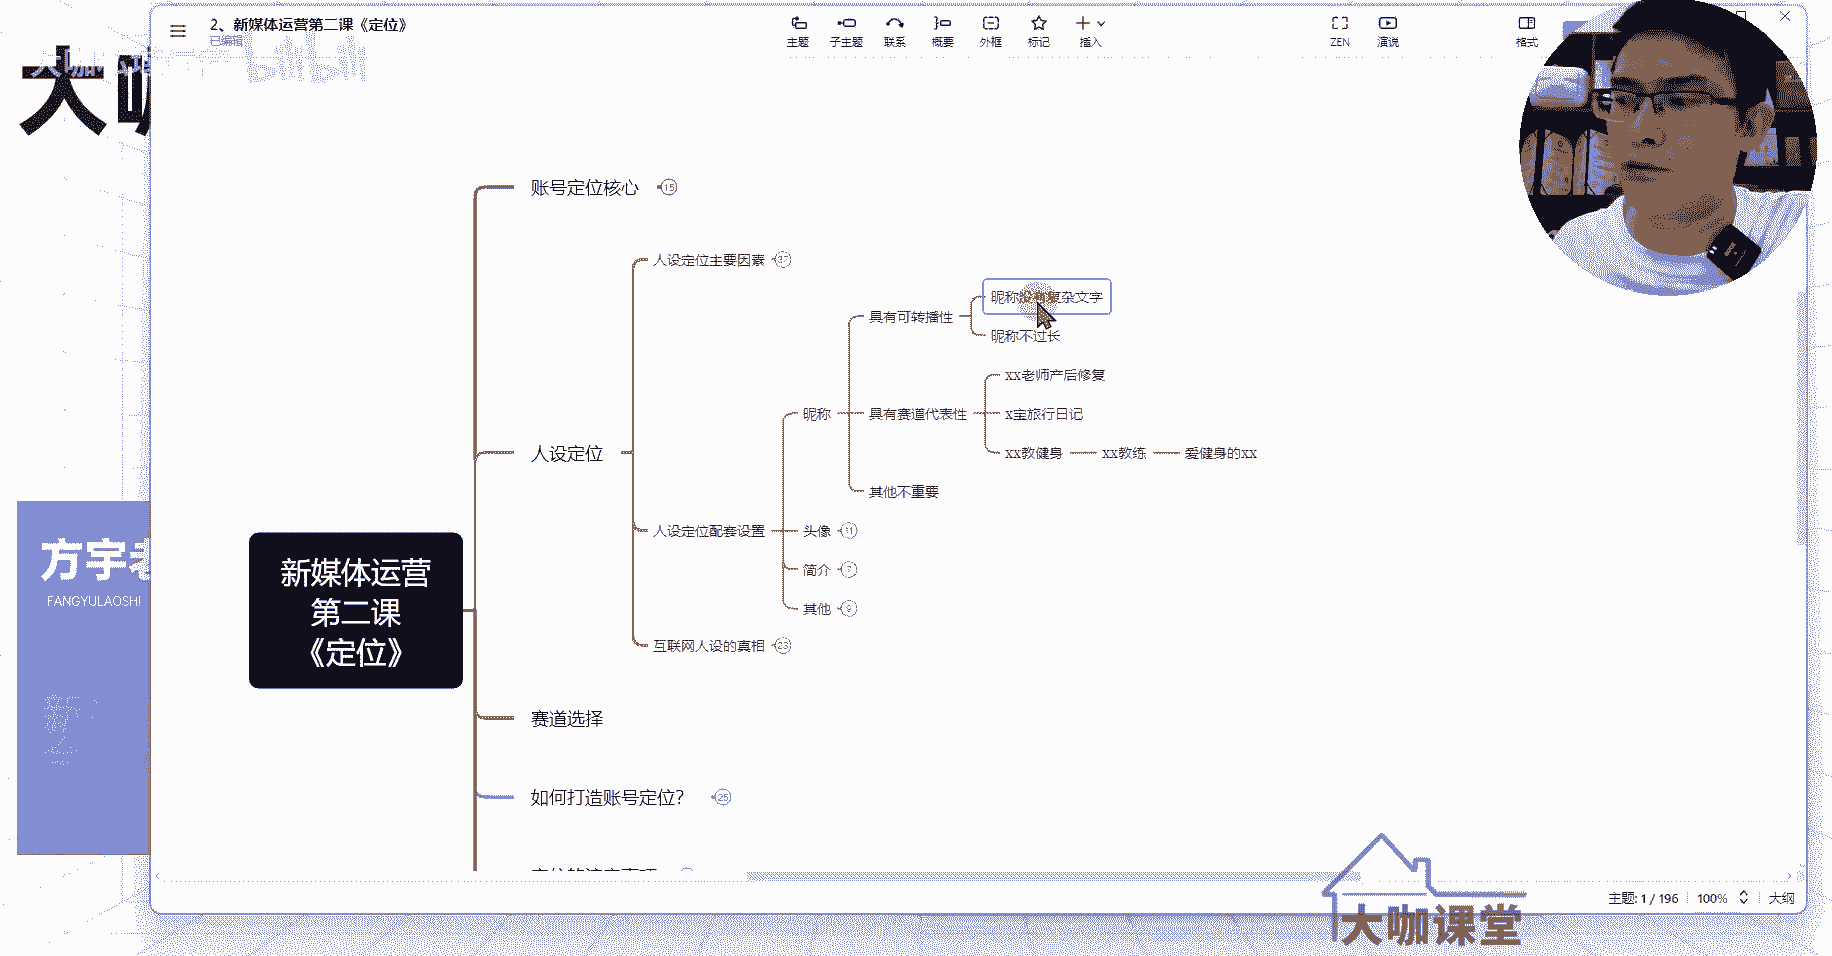 2、新媒体运营第二课《定位》
已编辑
主题
子主题
联系
概要
外框
标记
插入
ZEN
演说
格式
大咖
bilibili
账号定位核心
15
人设定位主要因素
37
昵称没有复杂文字
具有可转播性
昵称不过长
xx老师产后修复
昵称
具有赛道代表性
x宝旅行日记
人设定位
xx教健身
xx教练
爱健身的xx
其他不重要
人设定位配套设置
头像
简介
7
其他
9
互联网人设的真相
23
新媒体运营
第二课
《定位》
方宇老
FANGYULAOSHI
赛道选择
如何打造账号定位?
25
主题: 1 / 196
100%
大纲
大咖课堂